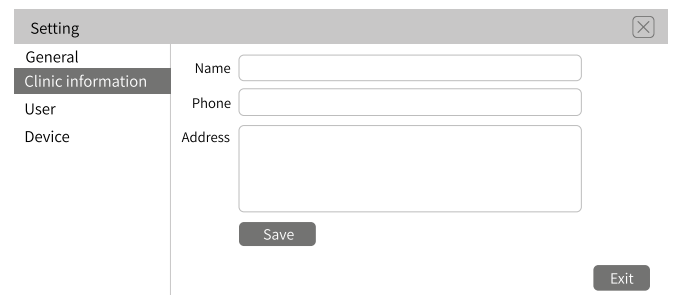 Setting
General
Clinic information
User
Device
Name
Phone
Address
Save
Exit